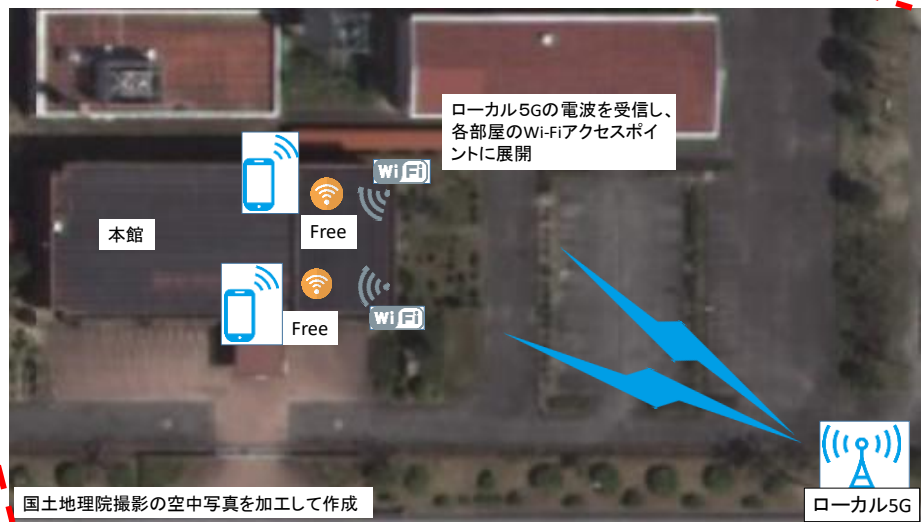 ローカル5Gの電波を受信し、
各部屋のWi-Fiアクセスポイ
ントに展開
Wi Fi
本館
Free
Wi Fi
Free
国土地理院撮影の空中写真を加工して作成
ローカル5G